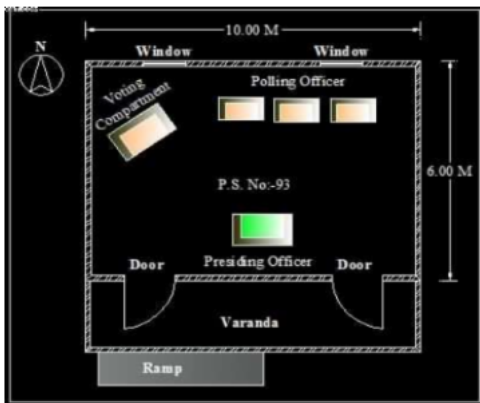 10.00 M
N
Window
Window
Polling Officer
Voting
Compartment
6.00 M
P.S. No:-93
Presiding Officer
Door
Door
Varanda
Ramp